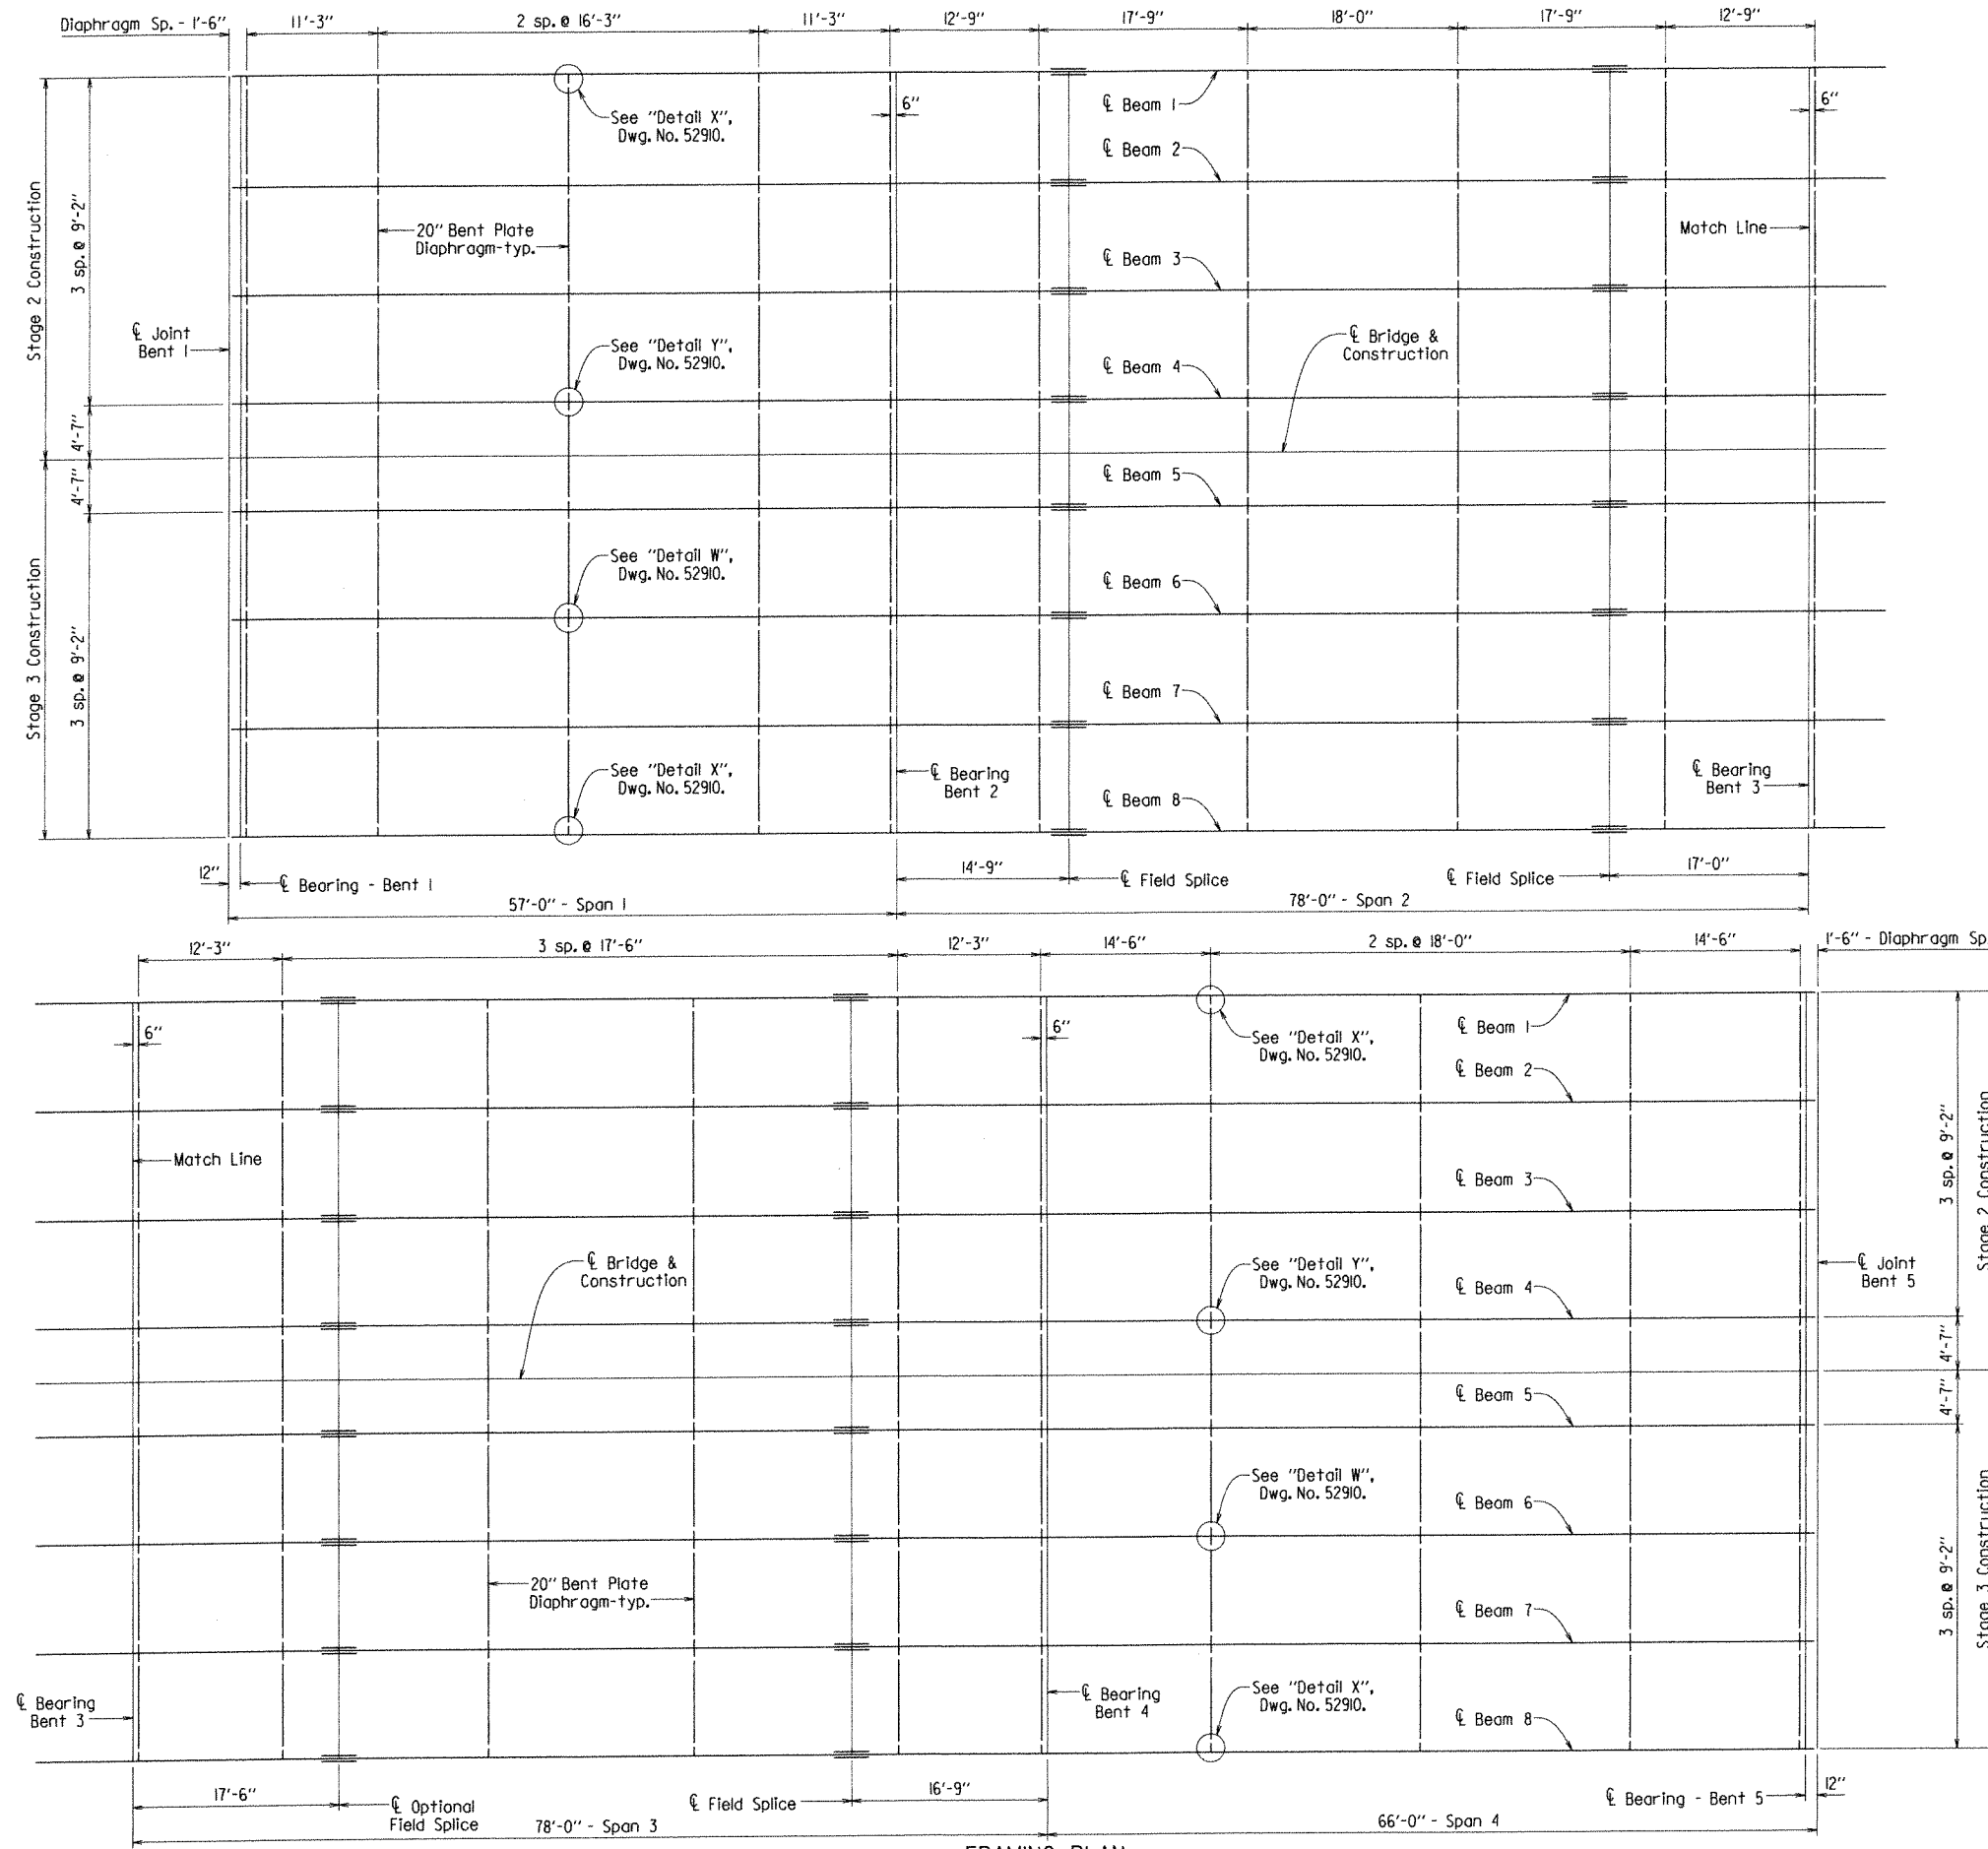 Diaphragm Sp. - 1'-6"
11'-3"
2 sp. @ 16'-3"
11'-3"
12'-9"
17'-9"
18'-0"
17'-9"
12'-9"
Stage 2 Construction
3 sp. @ 9'-2"
4'-7"
4'-7"
Stage 3 Construction
3 sp. @ 9'-2"
See "Detail X",
Dwg. No. 52910.
6"
℄ Beam 1
6"
℄ Beam 2
20" Bent Plate
Diaphragm-typ.
Match Line
℄ Beam 3
℄ Joint
Bent 1
See "Detail Y",
Dwg. No. 52910.
℄ Beam 4
℄ Bridge &
Construction
℄ Beam 5
See "Detail W",
Dwg. No. 52910.
℄ Beam 6
℄ Beam 7
See "Detail X",
Dwg. No. 52910.
℄ Bearing
Bent 2
℄ Beam 8
℄ Bearing
Bent 3
12"
℄ Bearing - Bent 1
14'-9"
℄ Field Splice
℄ Field Splice
17'-0"
57'-0" - Span 1
78'-0" - Span 2
12'-3"
3 sp. @ 17'-6"
12'-3"
14'-6"
2 sp. @ 18'-0"
14'-6"
1'-6" - Diaphragm Sp.
6"
6"
See "Detail X",
Dwg. No. 52910.
℄ Beam 1
℄ Beam 2
Match Line
℄ Beam 3
3 sp. @ 9'-2"
Stage 2 Construction
℄ Bridge &
Construction
See "Detail Y",
Dwg. No. 52910.
℄ Beam 4
℄ Joint
Bent 5
4'-7"
4'-7"
℄ Beam 5
See "Detail W",
Dwg. No. 52910.
℄ Beam 6
20" Bent Plate
Diaphragm-typ.
℄ Beam 7
3 sp. @ 9'-2"
Stage 3 Construction
℄ Bearing
Bent 3
℄ Bearing
Bent 4
See "Detail X",
Dwg. No. 52910.
℄ Beam 8
17'-6"
℄ Optional
Field Splice
℄ Field Splice
16'-9"
℄ Bearing - Bent 5
12"
78'-0" - Span 3
66'-0" - Span 4
FRAMING PLAN